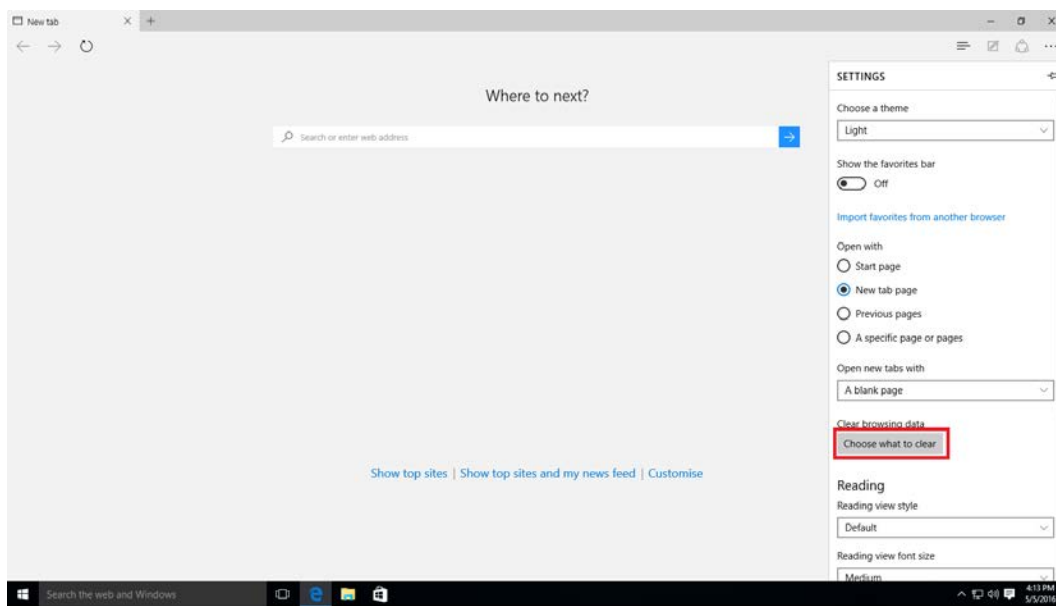 New tab
SETTINGS
Where to next?
Search or enter web address
Choose a theme
Light
Show the favorites bar
Off
Import favorites from another browser
Open with
Start page
New tab page
Previous pages
A specific page or pages
Open new tabs with
A blank page
Clear browsing data
Choose what to clear
Show top sites | Show top sites and my news feed | Customise
Reading
Reading view style
Default
Reading view font size
Medium
Search the web and Windows
4:13 PM
5/5/2016